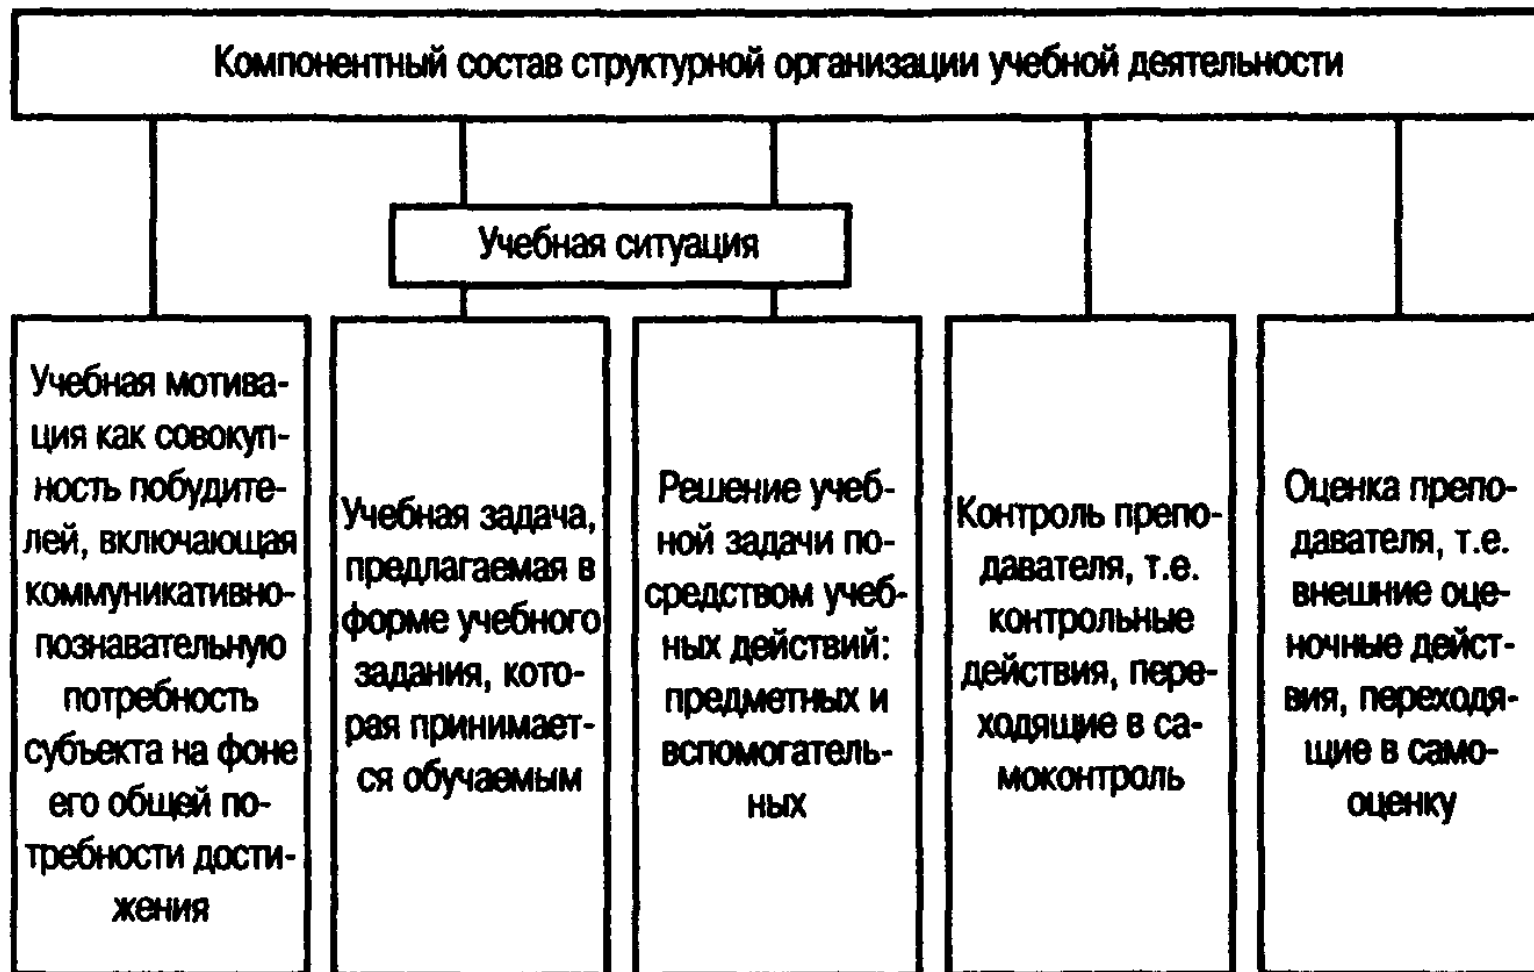 Компонентный состав структурной организации учебной деятельности
Учебная ситуация
Учебная мотива-
ция как совокуп-
ность побудите-
лей, включающая
коммуникативно-
познавательную
потребность
субъекта на фоне
его общей по-
требности дости-
жения
Учебная задача,
предлагаемая в
форме учебного
задания, кото-
рая принимает-
ся обучаемым
Решение учеб-
ной задачи по-
средством учеб-
ных действий:
предметных и
вспомогатель-
ных
Контроль препо-
давателя, т.е.
контрольные
действия, пере-
ходящие в са-
моконтроль
Оценка препо-
давателя, т.е.
внешние оце-
ночные дейст-
вия, переходя-
щие в само-
оценку